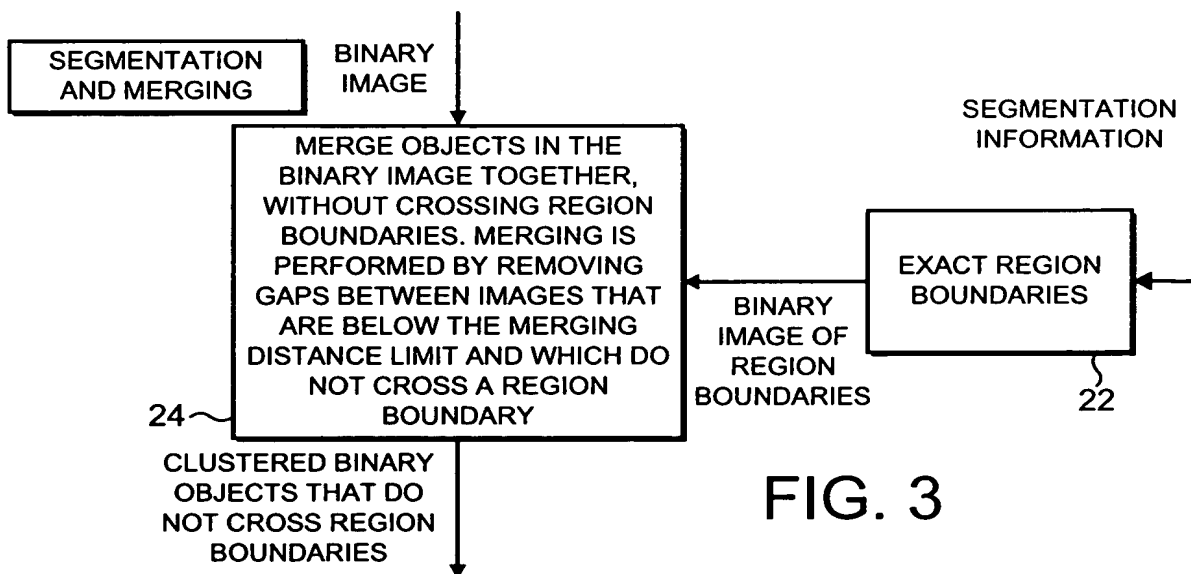 SEGMENTATION
AND MERGING
BINARY
IMAGE
SEGMENTATION
INFORMATION
MERGE OBJECTS IN THE
BINARY IMAGE TOGETHER,
WITHOUT CROSSING REGION
BOUNDARIES. MERGING IS
PERFORMED BY REMOVING
GAPS BETWEEN IMAGES THAT
ARE BELOW THE MERGING
DISTANCE LIMIT AND WHICH DO
NOT CROSS A REGION
BOUNDARY
24
EXACT REGION
BOUNDARIES
22
BINARY
IMAGE OF
REGION
BOUNDARIES
CLUSTERED BINARY
OBJECTS THAT DO
NOT CROSS REGION
BOUNDARIES
FIG. 3